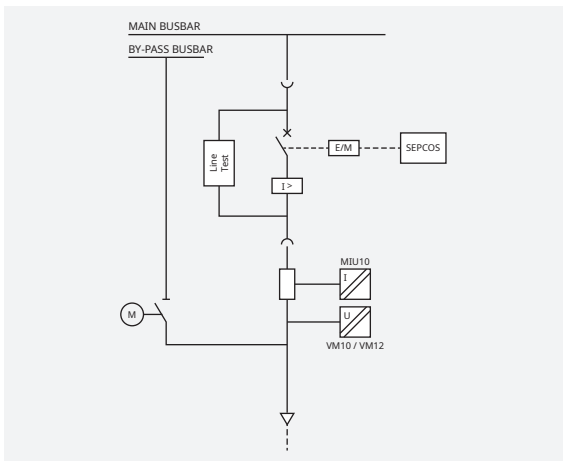 MAIN BUSBAR
BY-PASS BUSBAR
Line
Test
E/M
SEPCOS
I >
MIU10
I
M
U
VM10 / VM12